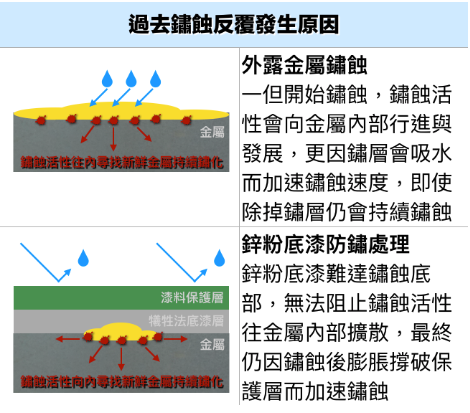 過去鏽蝕反覆發生原因
金屬
鏽蝕活性往內尋找新鮮金屬持續鏽化
外露金屬鏽蝕
一但開始鏽蝕，鏽蝕活
性會向金屬內部行進與
發展，更因鏽層會吸水
而加速鏽蝕速度，即使
除掉鏽層仍會持續鏽蝕
漆料保護層
犧牲法底漆層
金屬
鏽蝕活性向內尋找新鮮金屬持續鏽化
鋅粉底漆防鏽處理
鋅粉底漆難達鏽蝕底
部，無法阻止鏽蝕活性
往金屬內部擴散，最終
仍因鏽蝕後膨脹撐破保
護層而加速鏽蝕